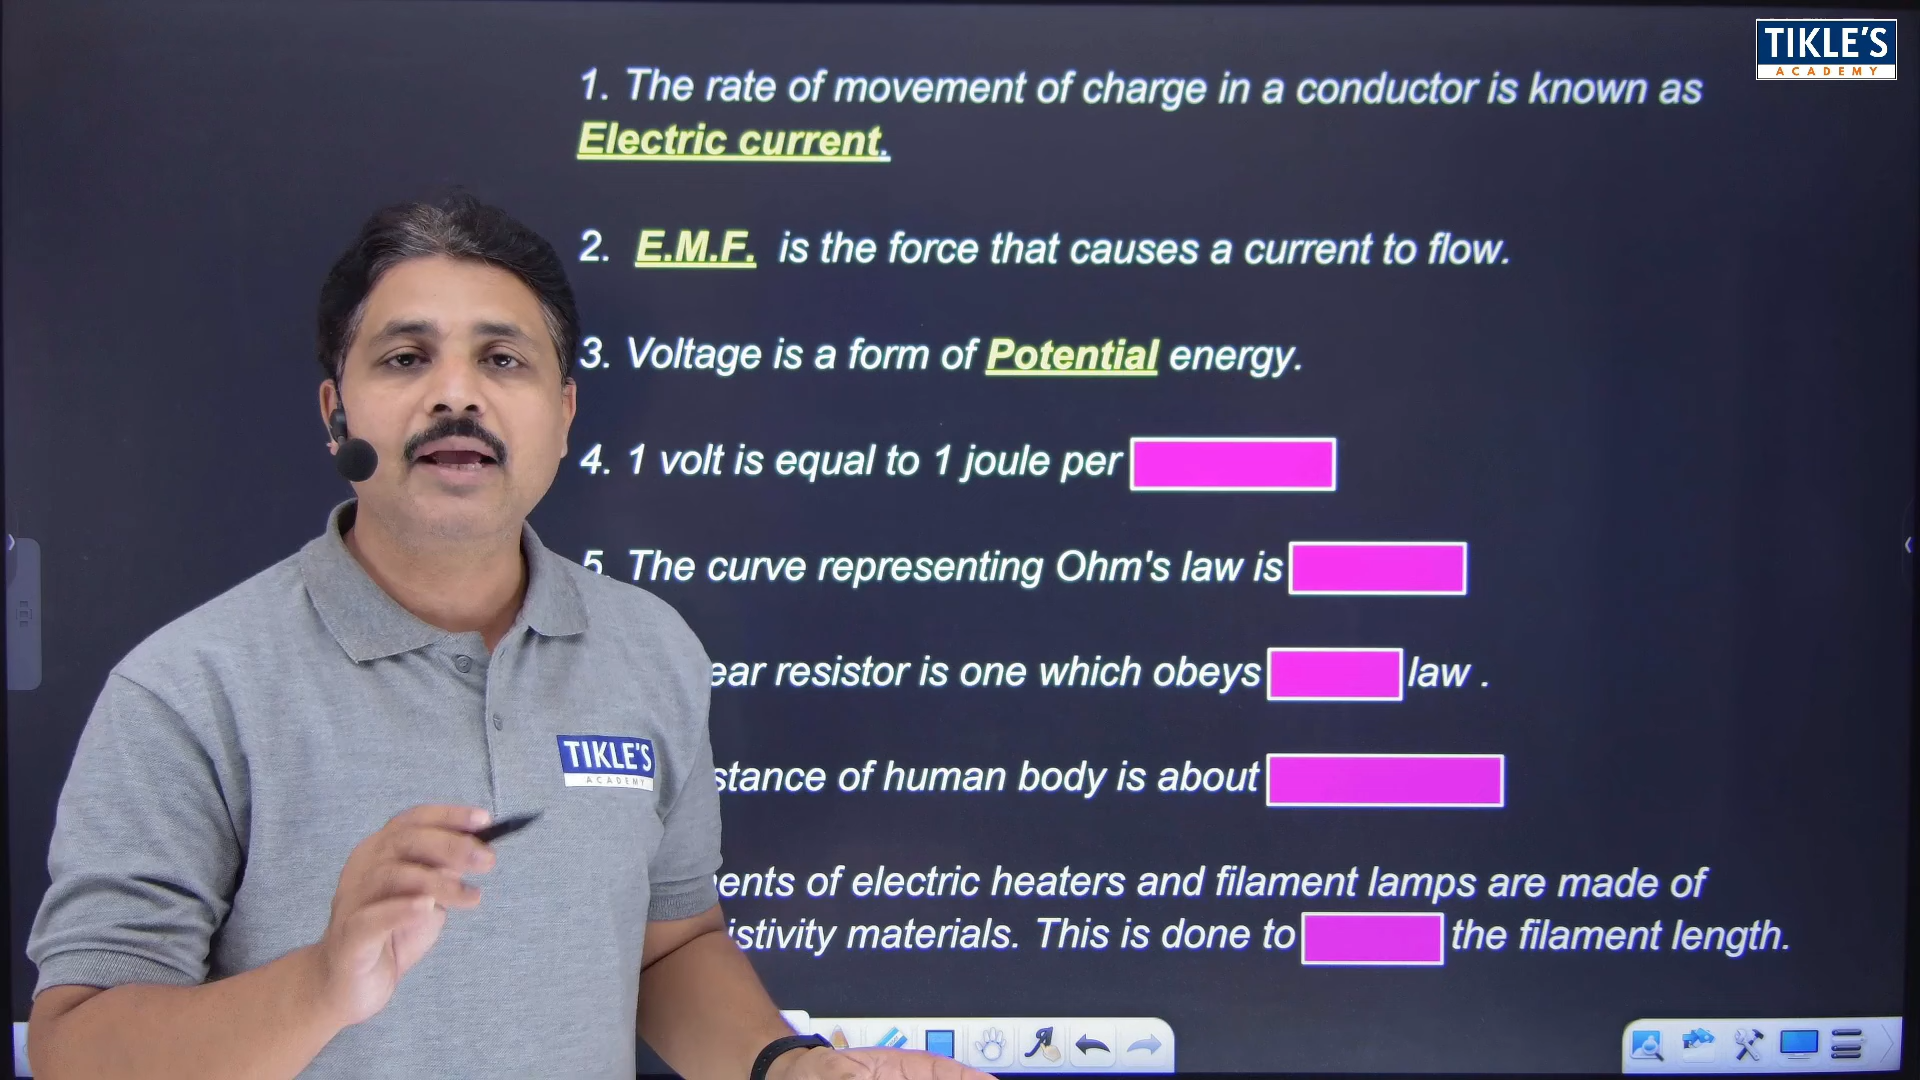 TIKLE'S
ACADEMY
1. The rate of movement of charge in a conductor is known as
Electric current.
2. E.M.F. is the force that causes a current to flow.
3. Voltage is a form of Potential energy.
4. 1 volt is equal to 1 joule per
5. The curve representing Ohm's law is
ear resistor is one which obeys law .
stance of human body is about
ents of electric heaters and filament lamps are made of
istivity materials. This is done to the filament length.
TIKLE'S
ACADEMY